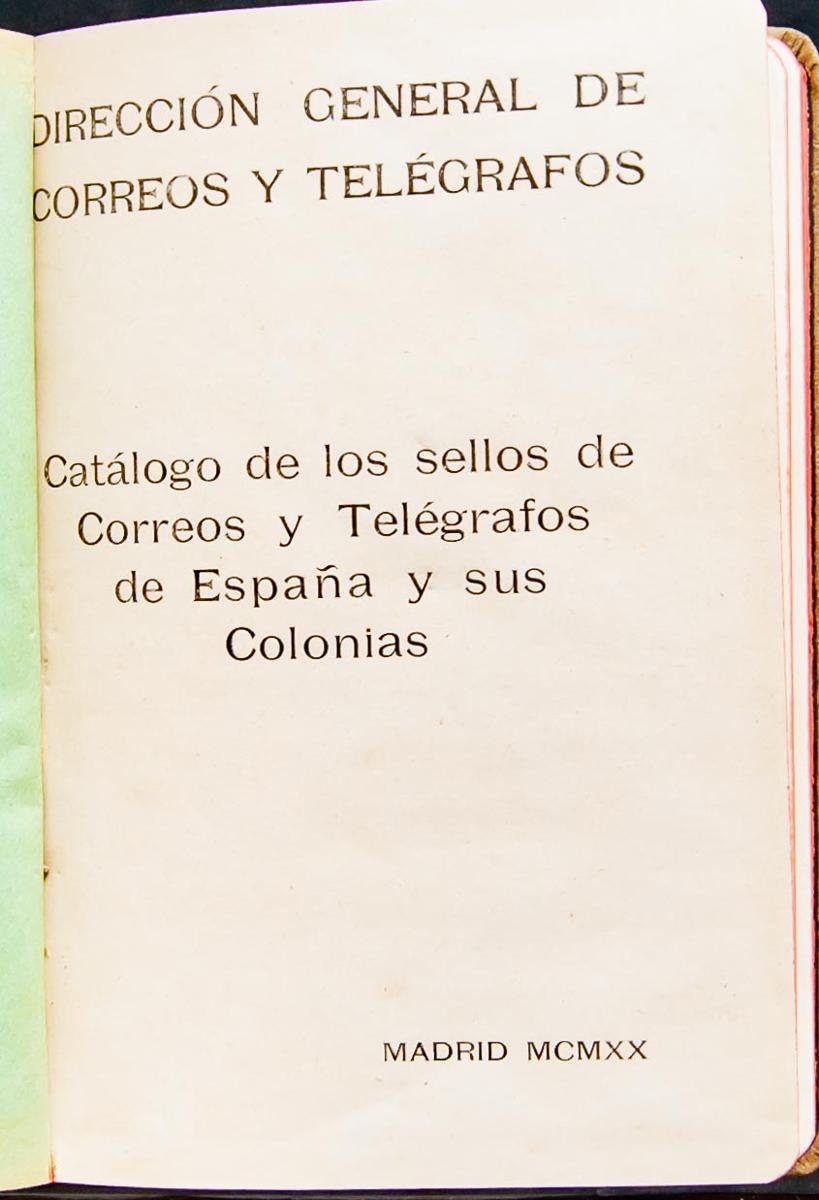 DIRECCIÓN GENERAL DE
CORREOS Y TELÉGRAFOS
Catálogo de los sellos de
Correos y Telégrafos
de España y sus
Colonias
MADRID MCMXX